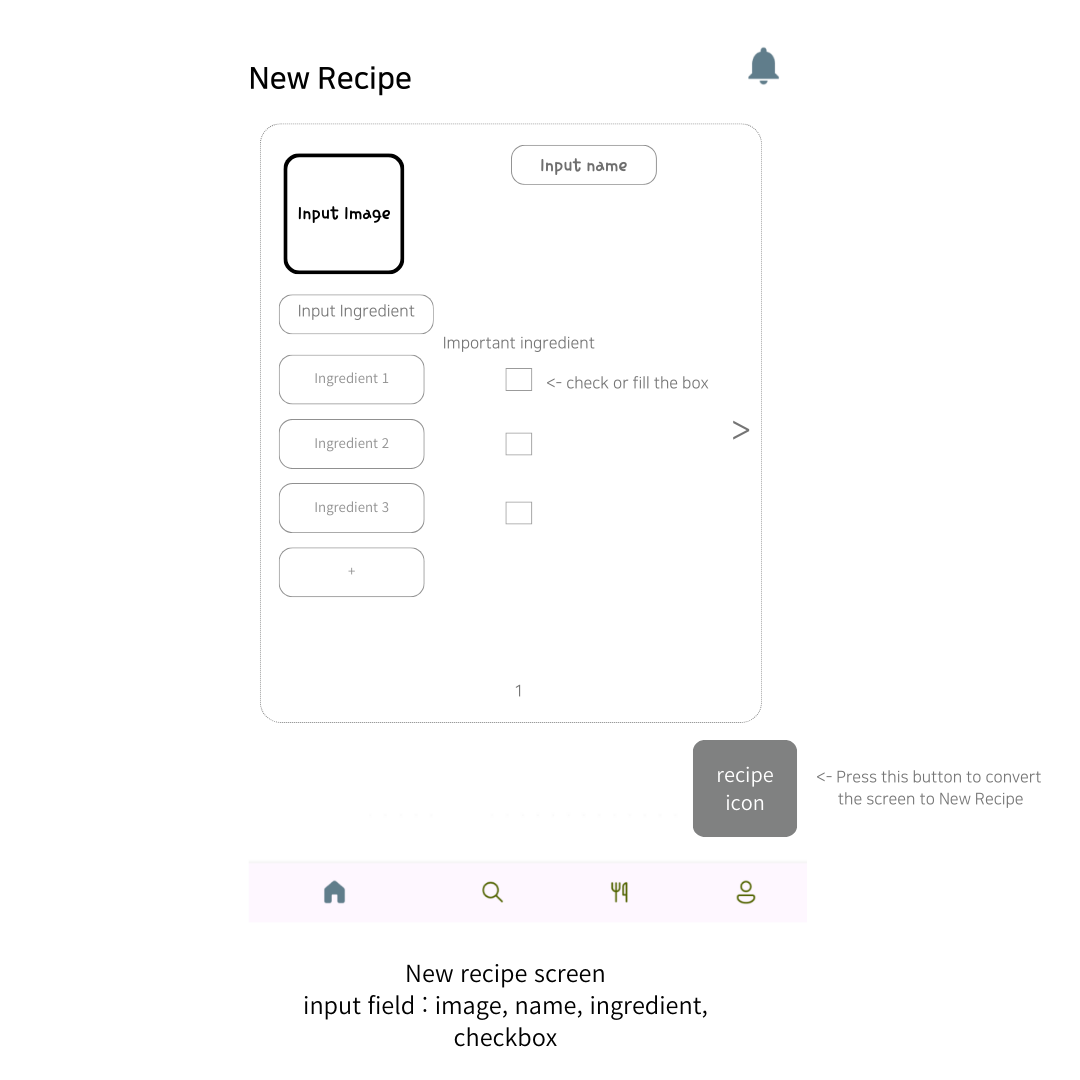 New Recipe
Input name
Input Image
Input Ingredient
Important ingredient
Ingredient 1
<- check or fill the box
>
Ingredient 2
Ingredient 3
+
1
recipe
icon
<- Press this button to convert
the screen to New Recipe
New recipe screen
input field : image, name, ingredient,
checkbox